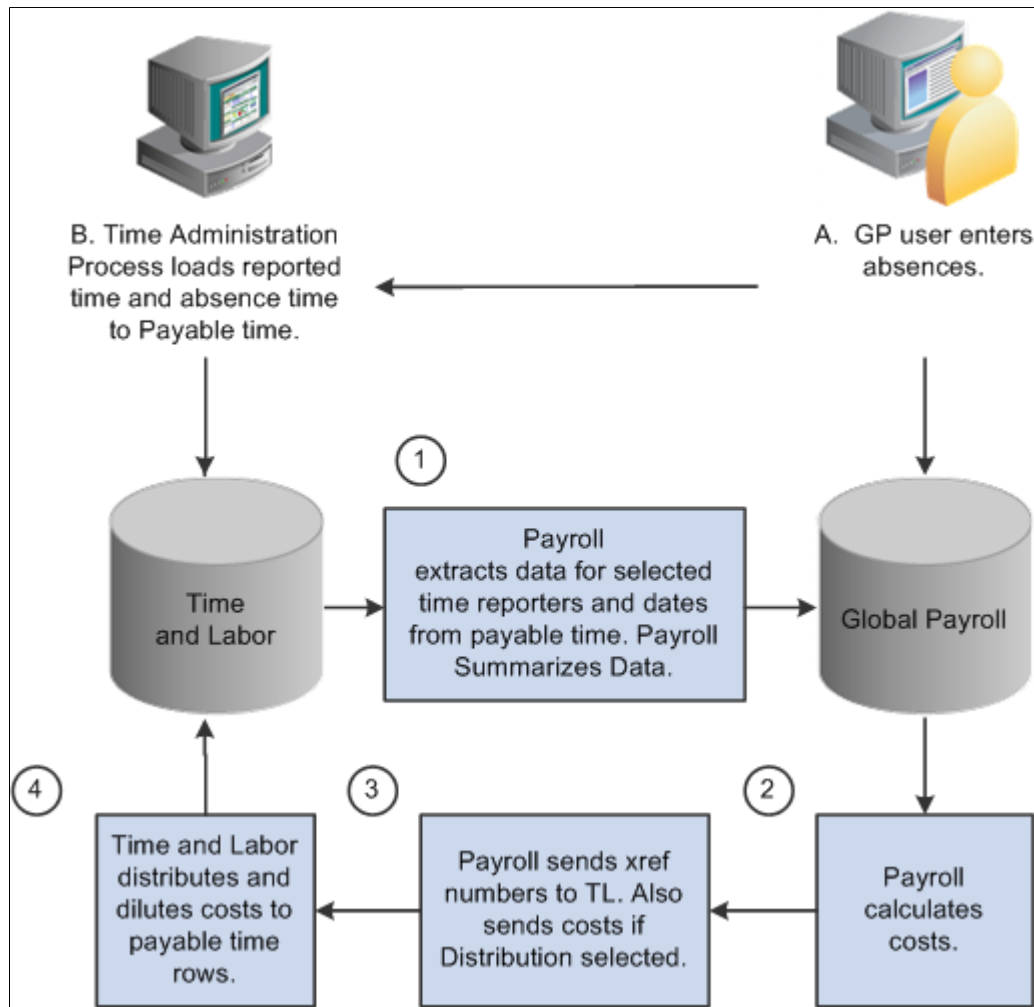 B. Time Administration
Process loads reported
time and absence time
to Payable time.
A.  GP user enters
absences.
1
Time
and Labor
Payroll
extracts data for selected
time reporters and dates
from payable time. Payroll
Summarizes Data.
Global Payroll
4
3
2
Time and Labor
distributes and
dilutes costs to
payable time
rows.
Payroll sends xref
numbers to TL. Also
sends costs if
Distribution selected.
Payroll
calculates
costs.